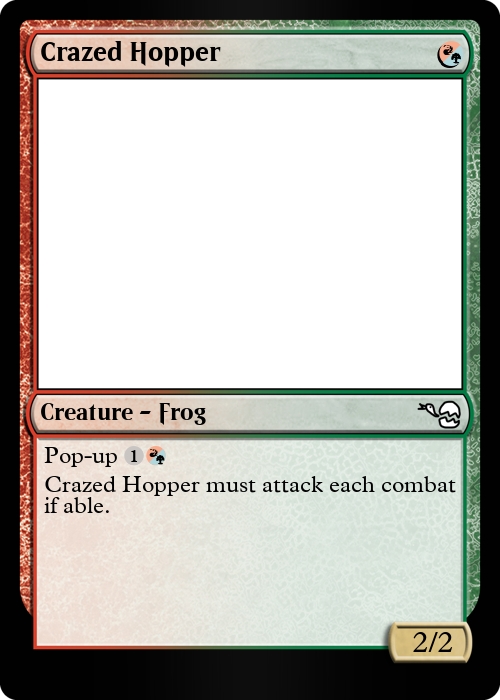 Crazed Hopper
Creature – Frog
Pop-up 1
Crazed Hopper must attack each combat
if able.
2/2